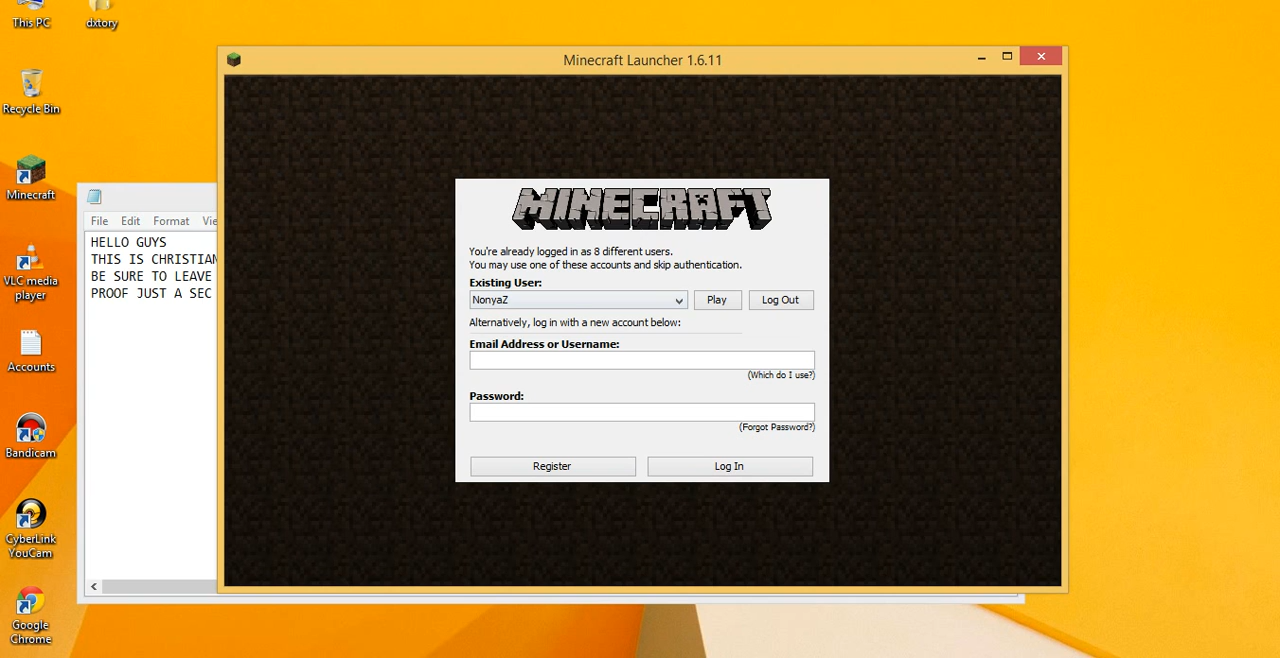 This PC
dxtory
Recycle Bin
Minecraft
VLC media
player
Accounts
Bandicam
CyberLink
YouCam
Google
Chrome
File Edit Format Vie
HELLO GUYS
THIS IS CHRISTIAN
BE SURE TO LEAVE
PROOF JUST A SEC
Minecraft Launcher 1.6.11
MINECRAFT
You're already logged in as 8 different users.
You may use one of these accounts and skip authentication.
Existing User:
NonyaZ Play Log Out
Alternatively, log in with a new account below:
Email Address or Username:
(Which do I use?)
Password:
(Forgot Password?)
Register Log In